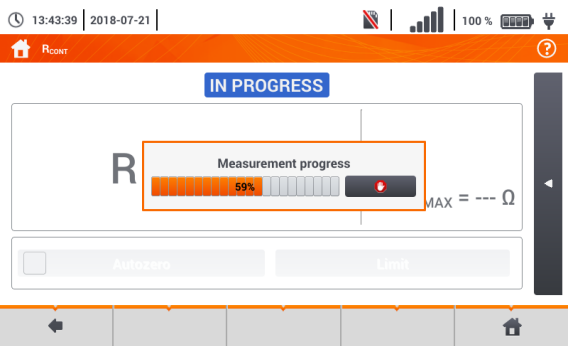 13:43:39 2018-07-21 100 %
RCONT ?
IN PROGRESS
Measurement progress
R
59%
MAX = --- Ω
Autozero Limit